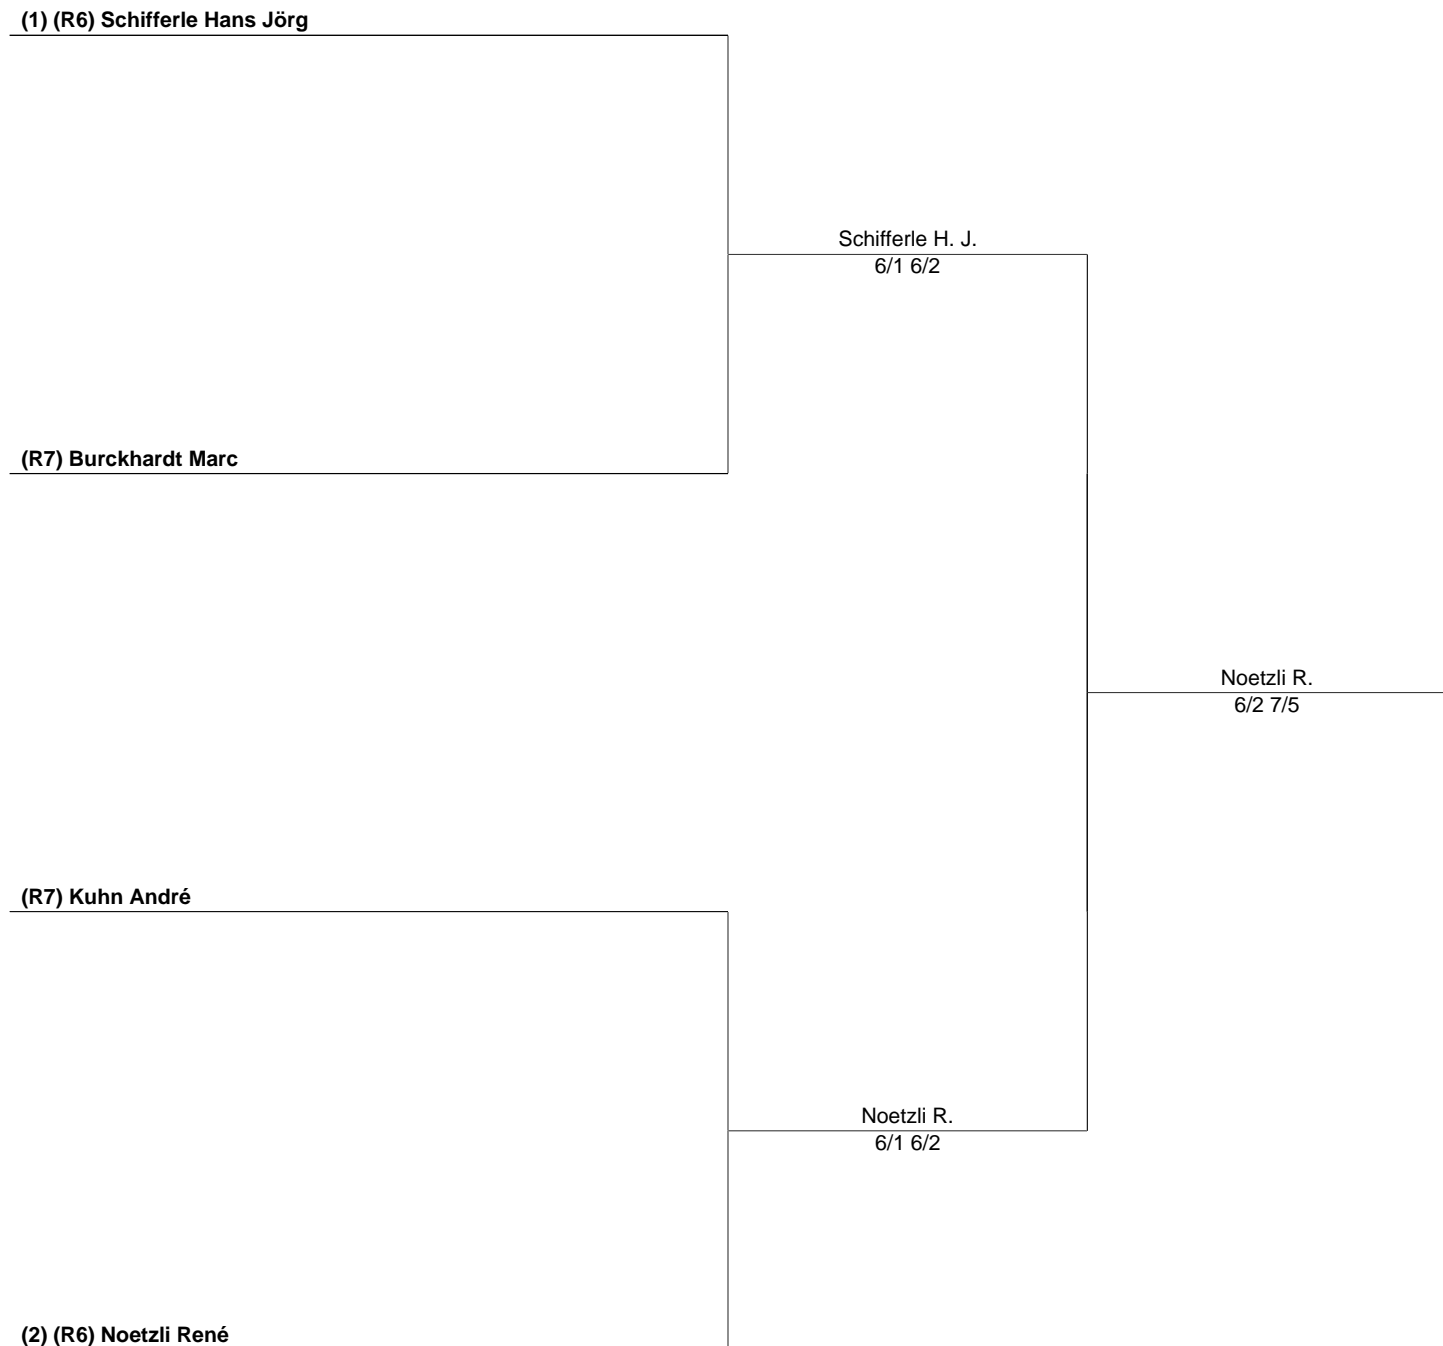 (1) (R6) Schifferle Hans Jörg
Schifferle H. J.
6/1 6/2
(R7) Burckhardt Marc
Noetzli R.
6/2 7/5
(R7) Kuhn André
Noetzli R.
6/1 6/2
(2) (R6) Noetzli René